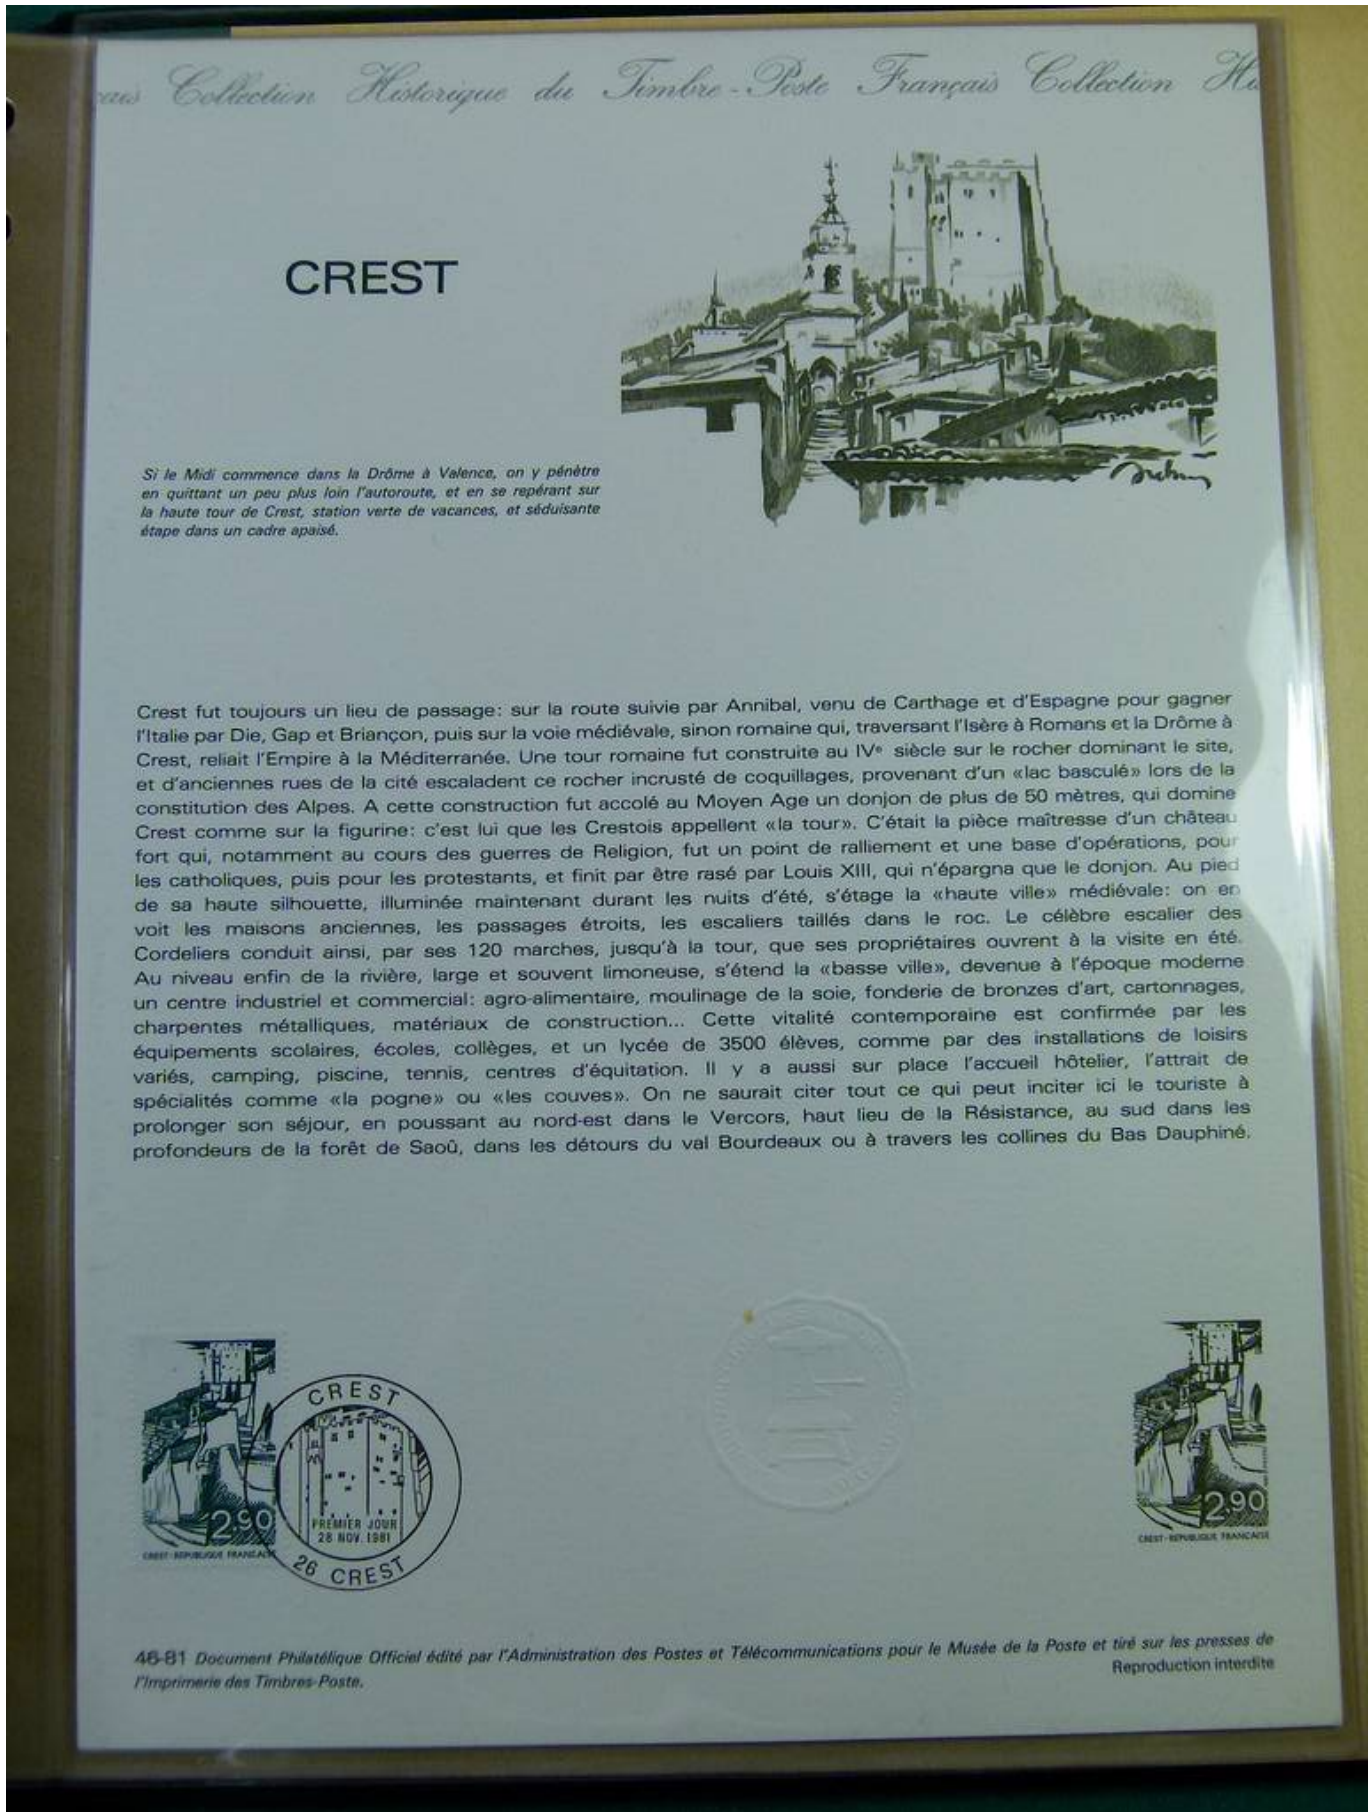 çais Collection Historique du Timbre-Poste Français Collection His
CREST
Si le Midi commence dans la Drôme à Valence, on y pénètre
en quittant un peu plus loin l'autoroute, et en se repérant sur
la haute tour de Crest, station verte de vacances, et séduisante
étape dans un cadre apaisé.
Crest fut toujours un lieu de passage: sur la route suivie par Annibal, venu de Carthage et d'Espagne pour gagner
l'Italie par Die, Gap et Briançon, puis sur la voie médiévale, sinon romaine qui, traversant l'Isère à Romans et la Drôme à
Crest, reliait l'Empire à la Méditerranée. Une tour romaine fut construite au IVe siècle sur le rocher dominant le site,
et d'anciennes rues de la cité escaladent ce rocher incrusté de coquillages, provenant d'un «lac basculé» lors de la
constitution des Alpes. A cette construction fut accolé au Moyen Age un donjon de plus de 50 mètres, qui domine
Crest comme sur la figurine: c'est lui que les Crestois appellent «la tour». C'était la pièce maîtresse d'un château
fort qui, notamment au cours des guerres de Religion, fut un point de ralliement et une base d'opérations, pour
les catholiques, puis pour les protestants, et finit par être rasé par Louis XIII, qui n'épargna que le donjon. Au pied
de sa haute silhouette, illuminée maintenant durant les nuits d'été, s'étage la «haute ville» médiévale: on en
voit les maisons anciennes, les passages étroits, les escaliers taillés dans le roc. Le célèbre escalier des
Cordeliers conduit ainsi, par ses 120 marches, jusqu'à la tour, que ses propriétaires ouvrent à la visite en été.
Au niveau enfin de la rivière, large et souvent limoneuse, s'étend la «basse ville», devenue à l'époque moderne
un centre industriel et commercial: agro-alimentaire, moulinage de la soie, fonderie de bronzes d'art, cartonnages,
charpentes métalliques, matériaux de construction... Cette vitalité contemporaine est confirmée par les
équipements scolaires, écoles, collèges, et un lycée de 3500 élèves, comme par des installations de loisirs
variés, camping, piscine, tennis, centres d'équitation. Il y a aussi sur place l'accueil hôtelier, l'attrait de
spécialités comme «la pogne» ou «les couves». On ne saurait citer tout ce qui peut inciter ici le touriste à
prolonger son séjour, en poussant au nord-est dans le Vercors, haut lieu de la Résistance, au sud dans les
profondeurs de la forêt de Saoû, dans les détours du val Bourdeaux ou à travers les collines du Bas Dauphiné.
2,90
CREST-REPUBLIQUE FRANCAISE
CREST
PREMIER JOUR
28 NOV. 1981
26 CREST
2,90
CREST-REPUBLIQUE FRANCAISE
46-81 Document Philatélique Officiel édité par l'Administration des Postes et Télécommunications pour le Musée de la Poste et tiré sur les presses de
l'Imprimerie des Timbres-Poste.
Reproduction interdite